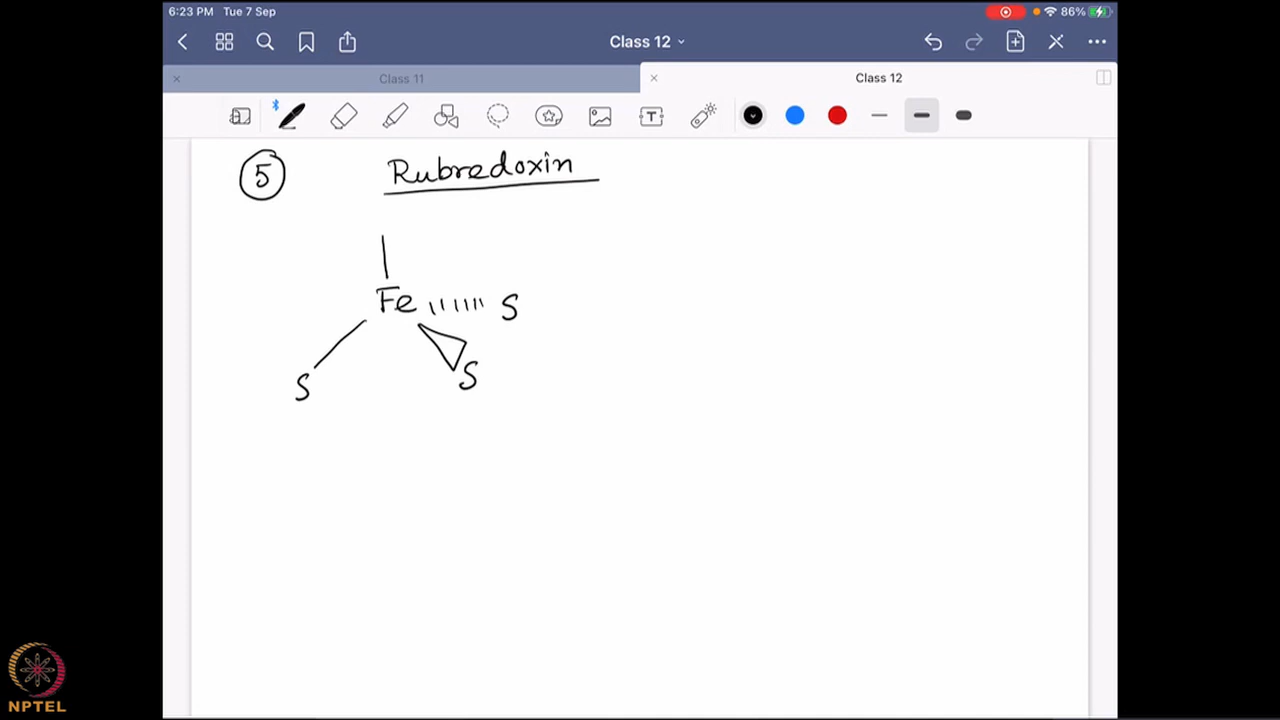 6:23 PM Tue 7 Sep 86%
Class 12
Class 11 Class 12
T
5 Rubredoxin
Fe S
S S
NPTEL